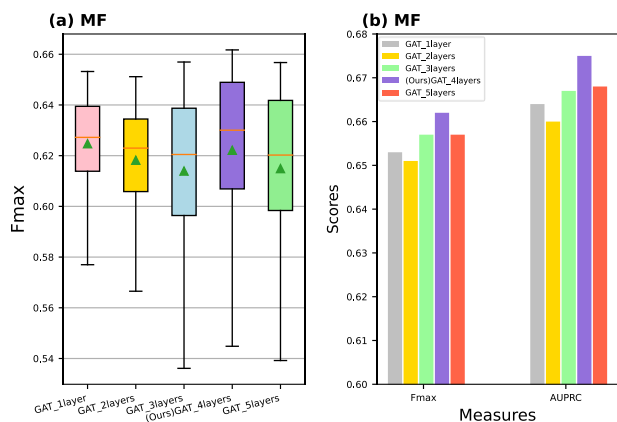 (a) MF
Fmax
0.66
0.64
0.62
0.60
0.58
0.56
0.54
GAT_1layer
GAT_2layers
GAT_3layers
(Ours)GAT_4layers
GAT_5layers
(b) MF
Scores
0.68
0.67
0.66
0.65
0.64
0.63
0.62
0.61
0.60
GAT_1layer
GAT_2layers
GAT_3layers
(Ours)GAT_4layers
GAT_5layers
Fmax
AUPRC
Measures